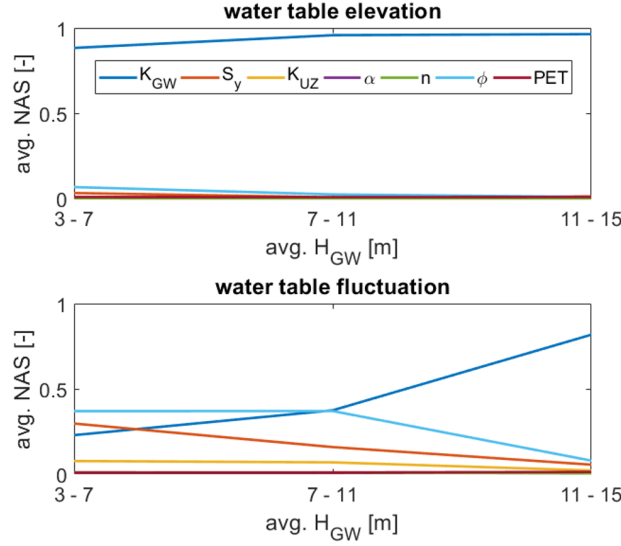 water table elevation
1
0.5
0
avg. NAS [-]
K_GW S_y K_UZ α n ϕ PET
3 - 7 7 - 11 11 - 15
avg. H_GW [m]
water table fluctuation
1
0.5
0
avg. NAS [-]
3 - 7 7 - 11 11 - 15
avg. H_GW [m]